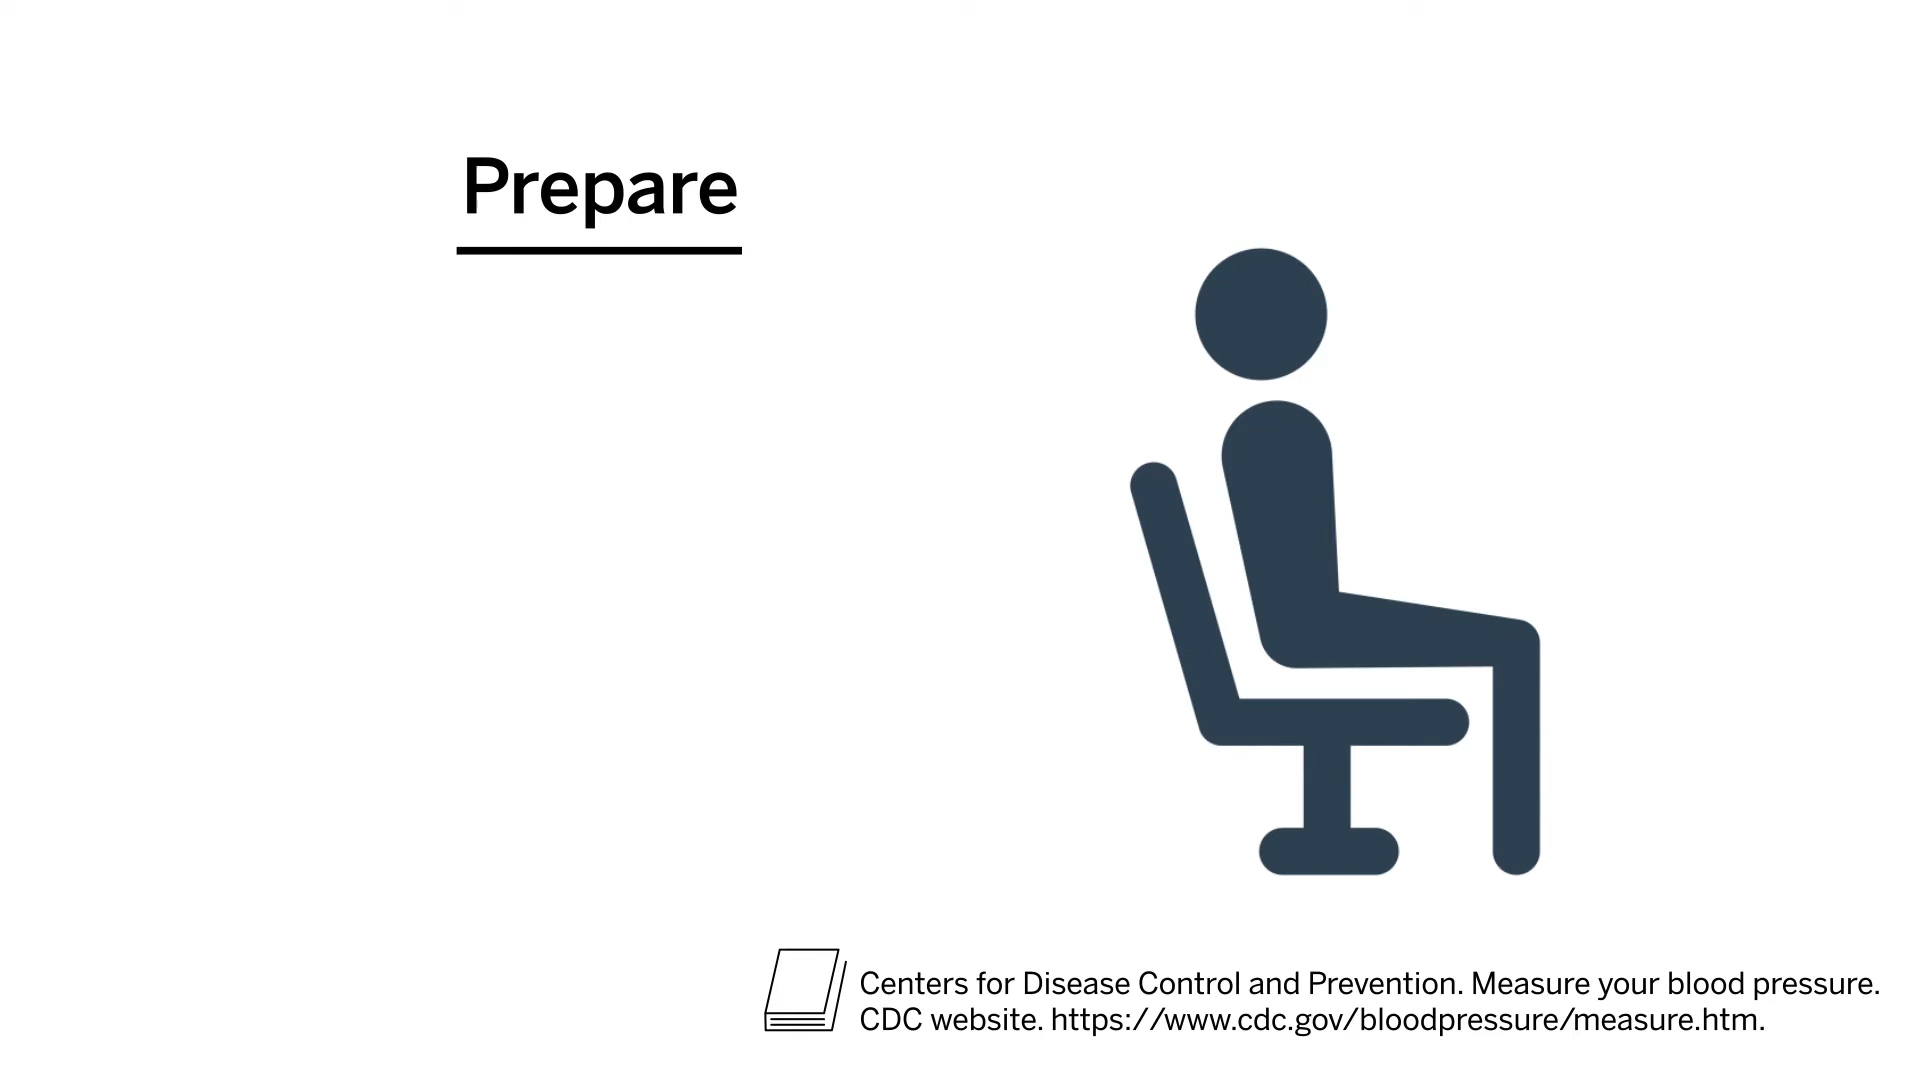 Prepare
Centers for Disease Control and Prevention. Measure your blood pressure.
CDC website. https://www.cdc.gov/bloodpressure/measure.htm.